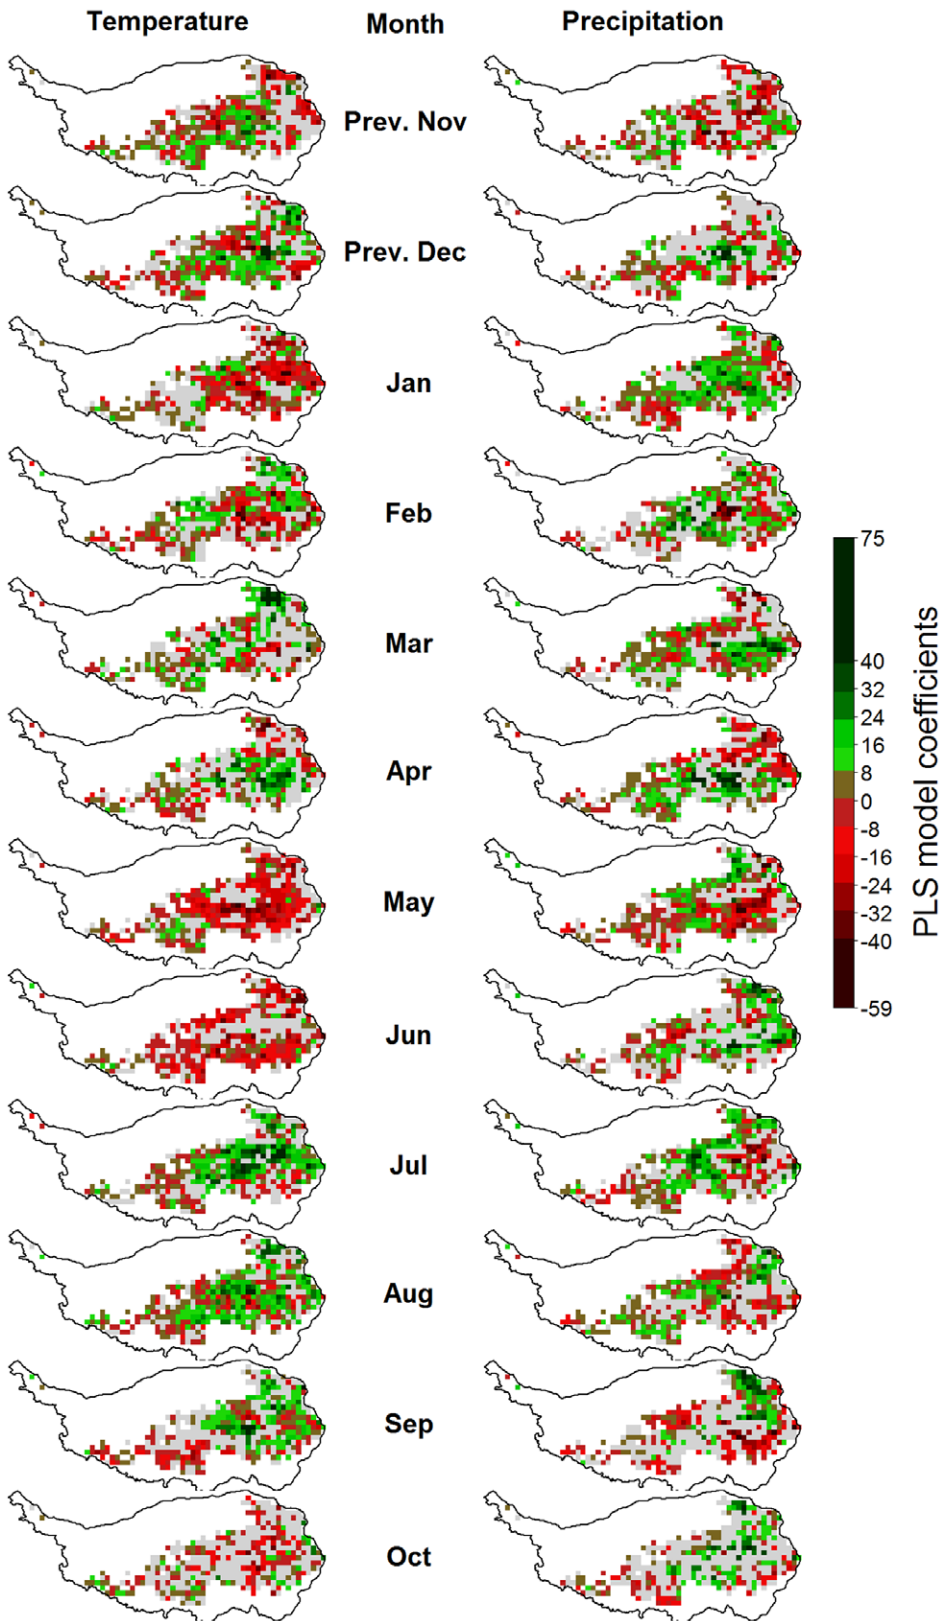 Temperature Month Precipitation
Prev. Nov
Prev. Dec
Jan
Feb
Mar
Apr
May
Jun
Jul
Aug
Sep
Oct
75
40
32
24
16
8
0
-8
-16
-24
-32
-40
-59
PLS model coefficients